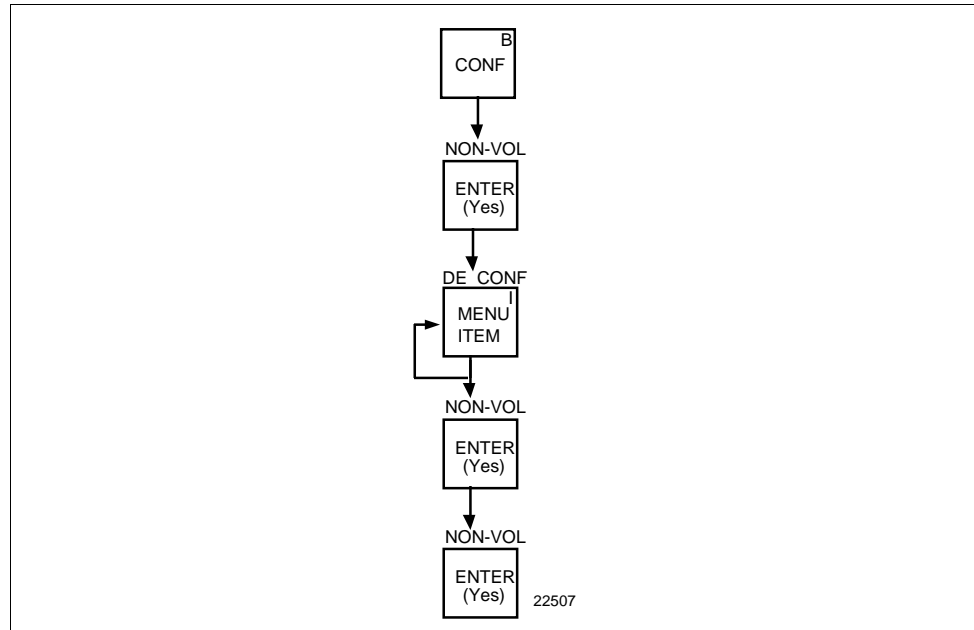 B
CONF
NON-VOL
ENTER
(Yes)
DE CONF
I
MENU
ITEM
NON-VOL
ENTER
(Yes)
NON-VOL
ENTER
(Yes)
22507